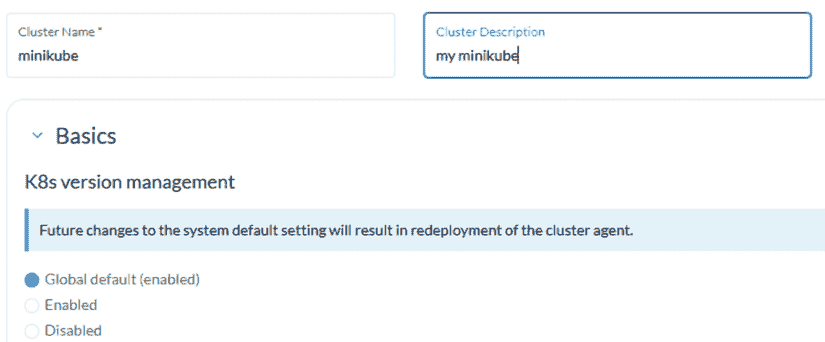 Cluster Name *
minikube
Cluster Description
my minikube
Basics
K8s version management
Future changes to the system default setting will result in redeployment of the cluster agent.
Global default (enabled)
Enabled
Disabled